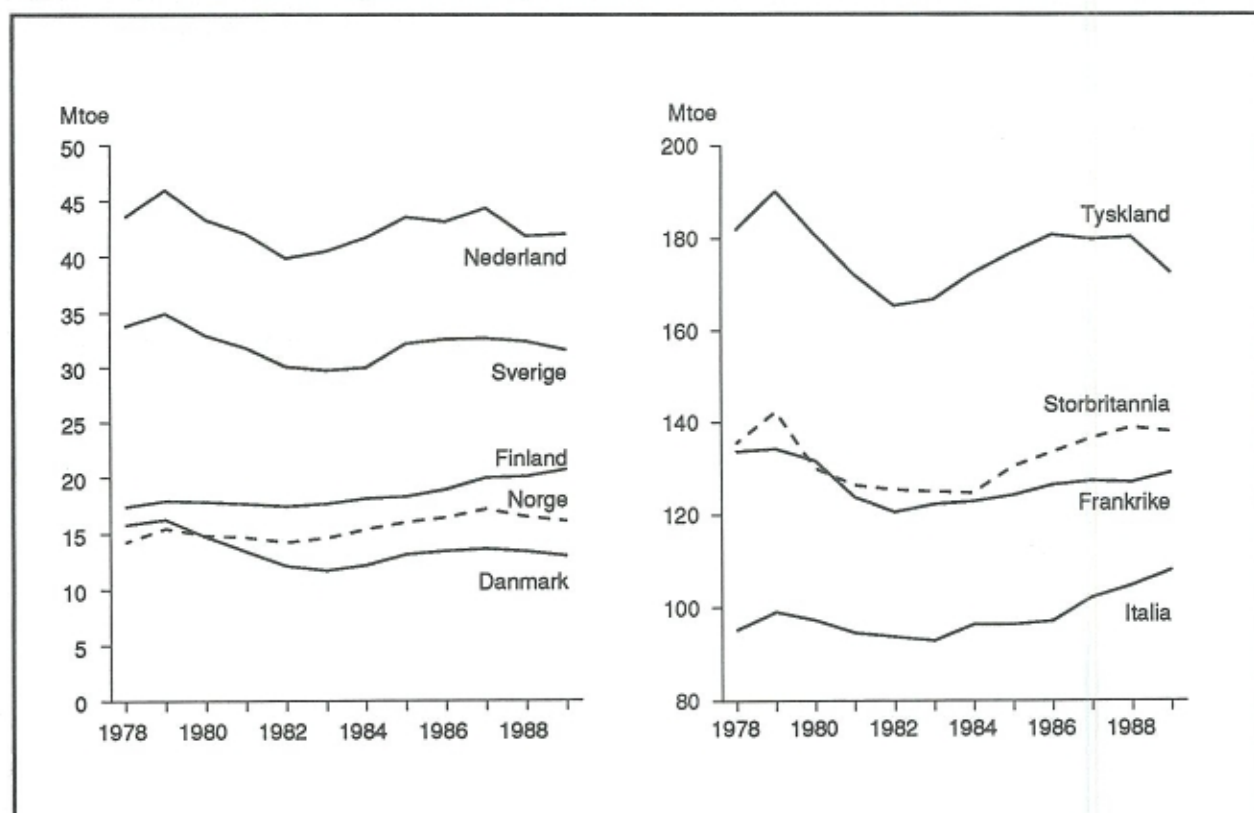 Mtoe
50
45
40
35
30
25
20
15
10
5
0
Nederland
Sverige
Finland
Norge
Danmark
1978 1980 1982 1984 1986 1988
Mtoe
200
180
160
140
120
100
80
Tyskland
Storbritannia
Frankrike
Italia
1978 1980 1982 1984 1986 1988